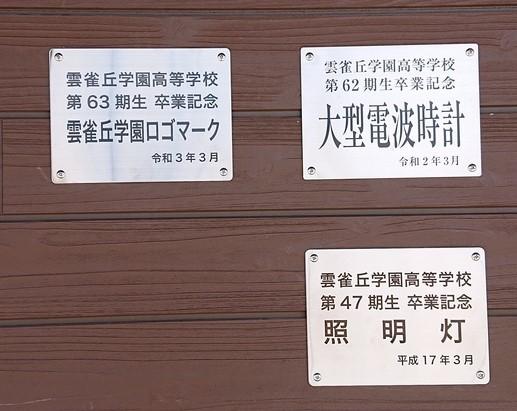 雲雀丘学園高等学校
第63期生 卒業記念
雲雀丘学園ロゴマーク
令和3年3月
雲雀丘学園高等学校
第62期生卒業記念
大型電波時計
令和2年3月
雲雀丘学園高等学校
第47期生 卒業記念
照明灯
平成17年3月